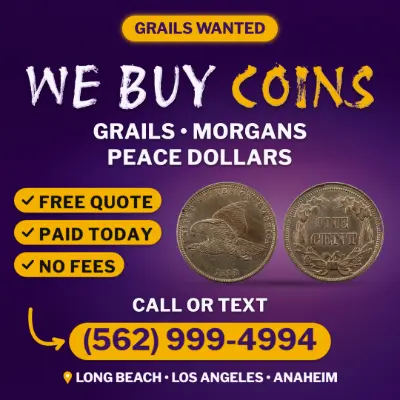 GRAILS WANTED
WE BUY COINS
GRAILS • MORGANS
PEACE DOLLARS
FREE QUOTE
PAID TODAY
NO FEES
ONE
CENT
CALL OR TEXT
(562) 999-4994
LONG BEACH • LOS ANGELES • ANAHEIM